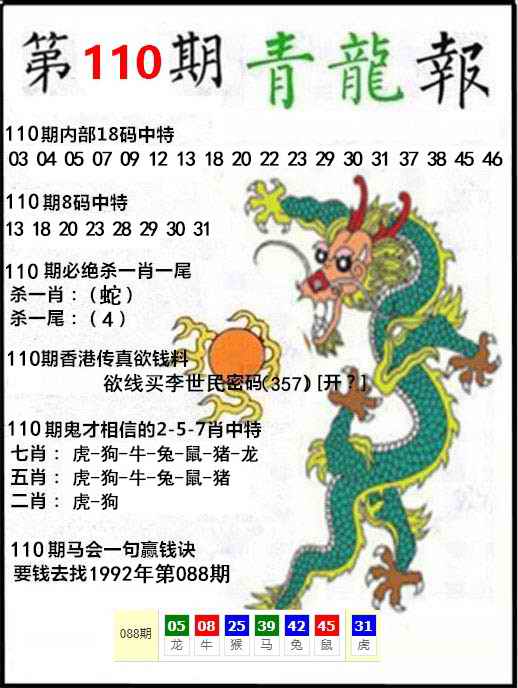 第110期 青龍報
110期内部18码中特
03 04 05 07 09 12 13 18 20 22 23 29 30 31 37 38 45 46
110期8码中特
13 18 20 23 28 29 30 31
110 期必绝杀一肖一尾
杀一肖：（蛇）
杀一尾：（4）
110期香港传真欲钱料
欲线买李世民密码(357) [开？]
110期鬼才相信的2-5-7肖中特
七肖： 虎-狗-牛-兔-鼠-猪-龙
五肖： 虎-狗-牛-兔-鼠-猪
二肖： 虎-狗
110期马会一句赢钱诀
要钱去找1992年第088期
088期 05 08 25 39 42 45 31
龙 牛 猴 马 兔 鼠 虎